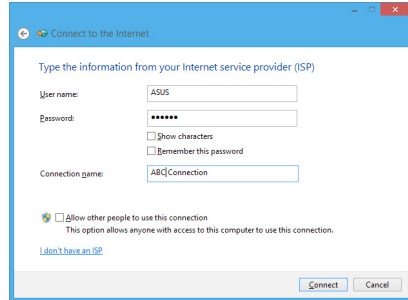 Connect to the Internet
Type the information from your Internet service provider (ISP)
User name: ASUS
Password: ••••••
Show characters
Remember this password
Connection name: ABC Connection
Allow other people to use this connection
This option allows anyone with access to this computer to use this connection.
I don't have an ISP
Connect Cancel